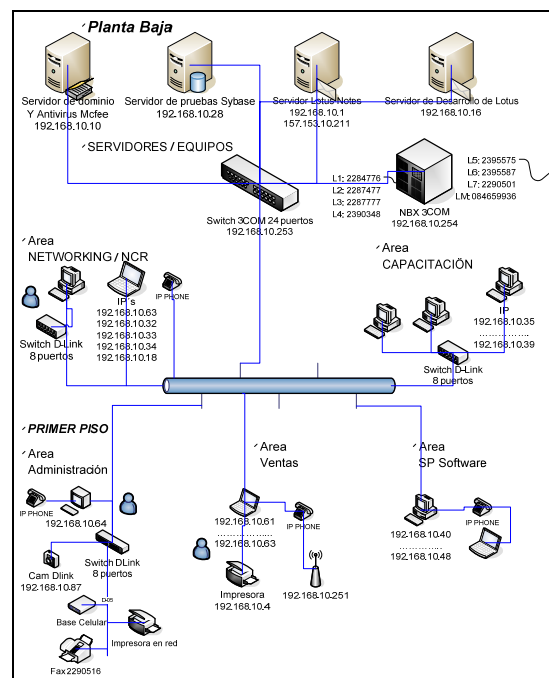 Planta Baja
Servidor de dominio
Y Antivirus Mcfee
192.168.10.10
Servidor de pruebas Sybase
192.168.10.28
Servidor Lotus Notes
192.168.10.1
157.153.10.211
Servidor de Desarrollo de Lotus
192.168.10.16
SERVIDORES / EQUIPOS
Switch 3COM 24 puertos
192.168.10.253
L1; 2284776
L2; 2287477
L3; 2287777
L4; 2390348
NBX 3COM
192.168.10.254
L5: 2395575
L6: 2395587
L7: 2290501
LM:084659936
Area
NETWORKING / NCR
Switch D-Link
8 puertos
IP´s
192.168.10.63
192.168.10.32
192.168.10.33
192.168.10.34
192.168.10.18
IP PHONE
Area
CAPACITACIÓN
IP
192.168.10.35
................
192.168.10.39
Switch D-Link
8 puertos
PRIMER PISO
Area
Administración
IP PHONE
192.168.10.64
Switch DLink
8 puertos
Cam Dlink
192.168.10.87
D-05
Base Celular
Impresora en red
Fax 2290516
Area
Ventas
192.168.10.61
................
192.168.10.63
IP PHONE
Impresora
192.168.10.4
192.168.10.251
Area
SP Software
192.168.10.40
..............
192.168.10.48
IP PHONE